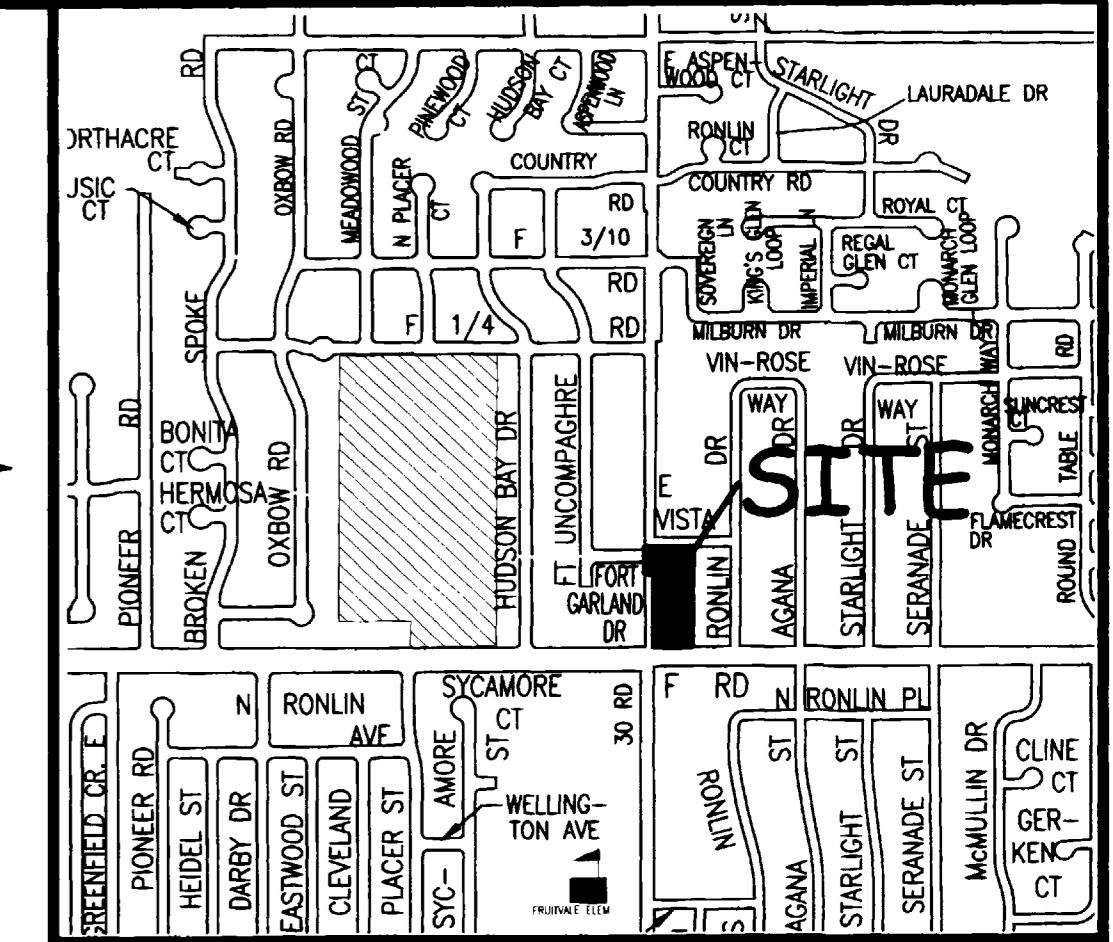 RD
ORTHACRE
CT
JSIC
CT
OXBOW RD
ST
CT
MEADOWOOD
PINEWOOD
CT
HUDSON
BAY CT
ASPENWOOD
LN
E ASPEN-
WOOD CT
STARLIGHT
DR
LAURADALE DR
RONLIN
CT
COUNTRY
RD
COUNTRY RD
N PLACER
CT
F 3/10
RD
SOVEREIGN
LN
KING'S GLEN
LOOP
IMPERIAL
N
REGAL
GLEN CT
ROYAL CT
MONARCH
GLEN LOOP
SPOKE
F 1/4
RD
MILBURN DR
MILBURN DR
VIN-ROSE
WAY
VIN-ROSE
WAY
MONARCH WAY
RD
SUNCREST
CT
TABLE
ROUND
FLAMECREST
DR
PIONEER
RD
BONITA
CT
HERMOSA
CT
BROKEN
OXBOW RD
HUDSON BAY DR
FT UNCOMPAGHRE
FORT
GARLAND
DR
E
VISTA
SITE
RONLIN
DR
AGANA
DR
STARLIGHT
DR
SERANADE
ST
F RD
30 RD
N RONLIN
AVE
SYCAMORE
CT
ST
AMORE
SYC-
WELLING-
TON AVE
FRUITVALE ELEM
GREENFIELD CR. E
PIONEER RD
HEIDEL ST
DARBY DR
EASTWOOD ST
CLEVELAND
PLACER ST
N RONLIN PL
RONLIN
AGANA
ST
STARLIGHT
ST
SERANADE ST
McMULLIN DR
CLINE
CT
GER-
KEN
CT